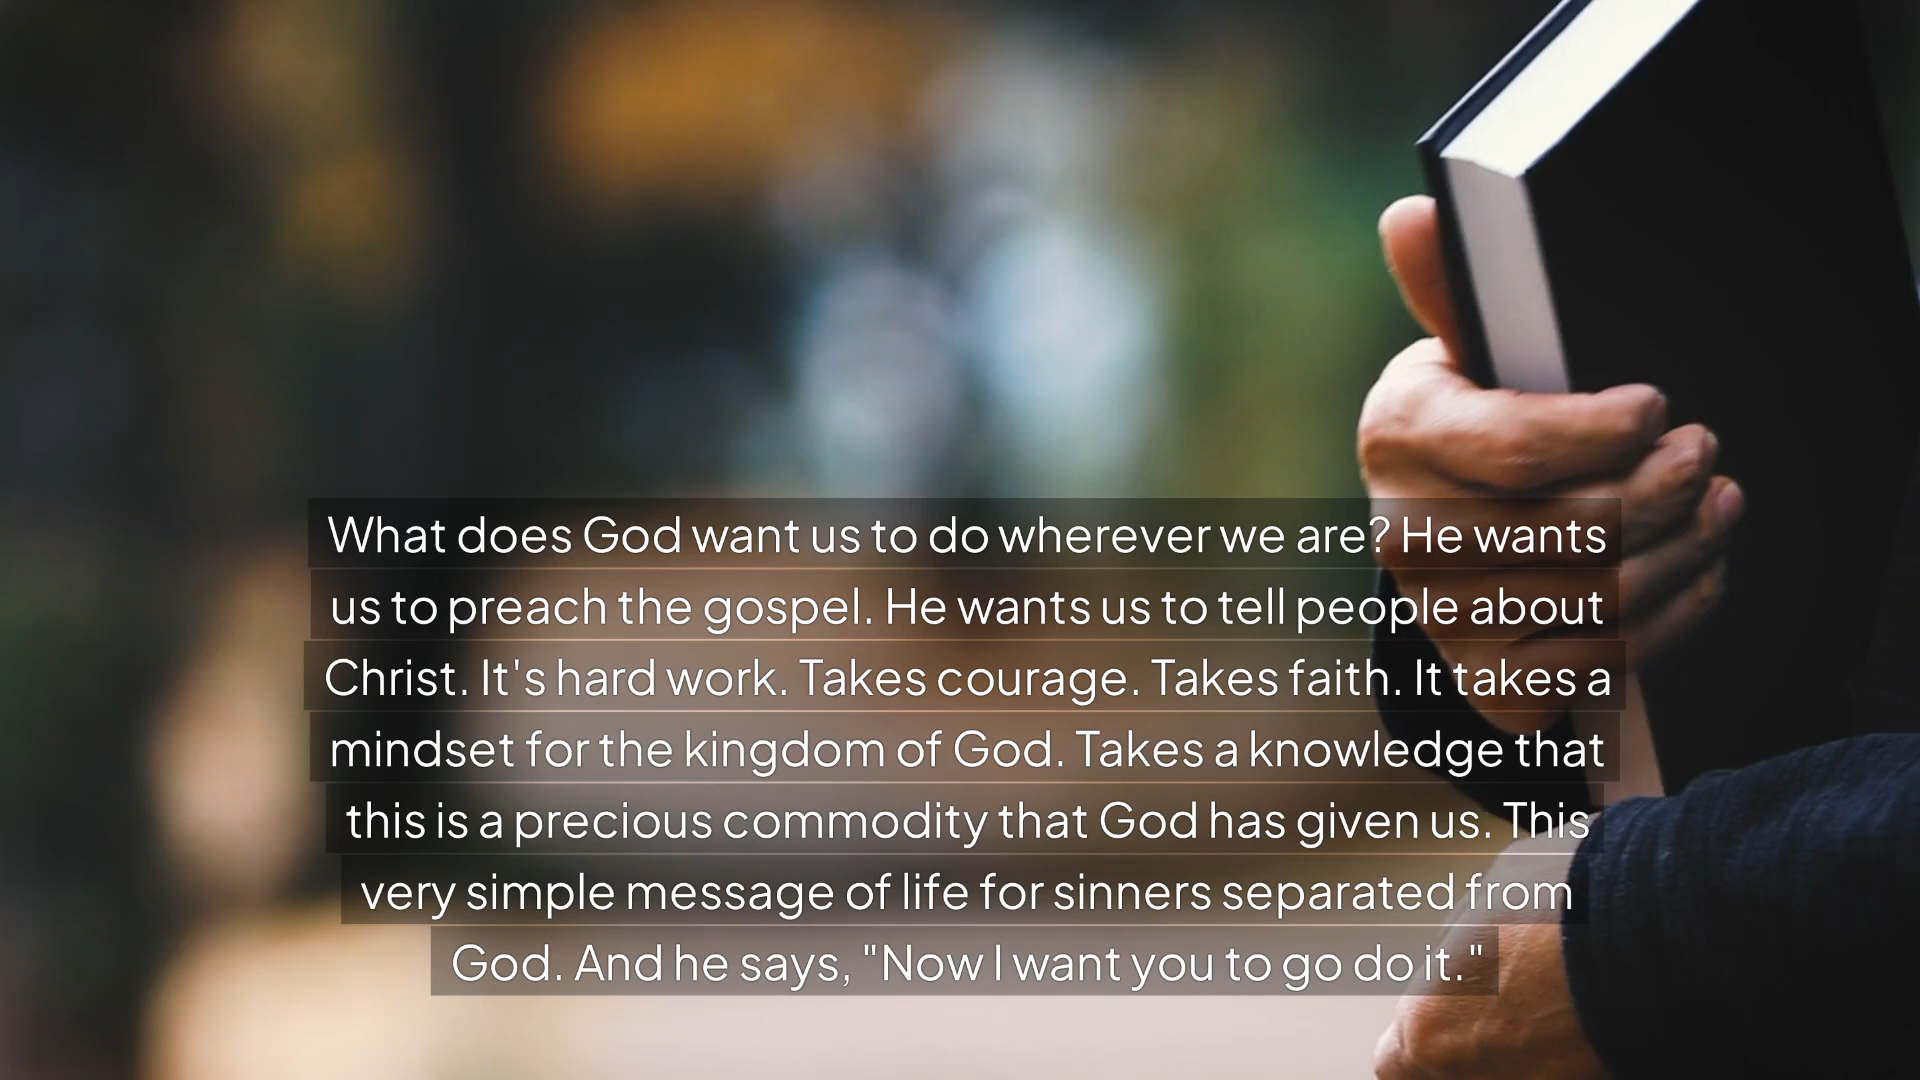 What does God want us to do wherever we are? He wants
us to preach the gospel. He wants us to tell people about
Christ. It's hard work. Takes courage. Takes faith. It takes a
mindset for the kingdom of God. Takes a knowledge that
this is a precious commodity that God has given us. This
very simple message of life for sinners separated from
God. And he says, "Now I want you to go do it."